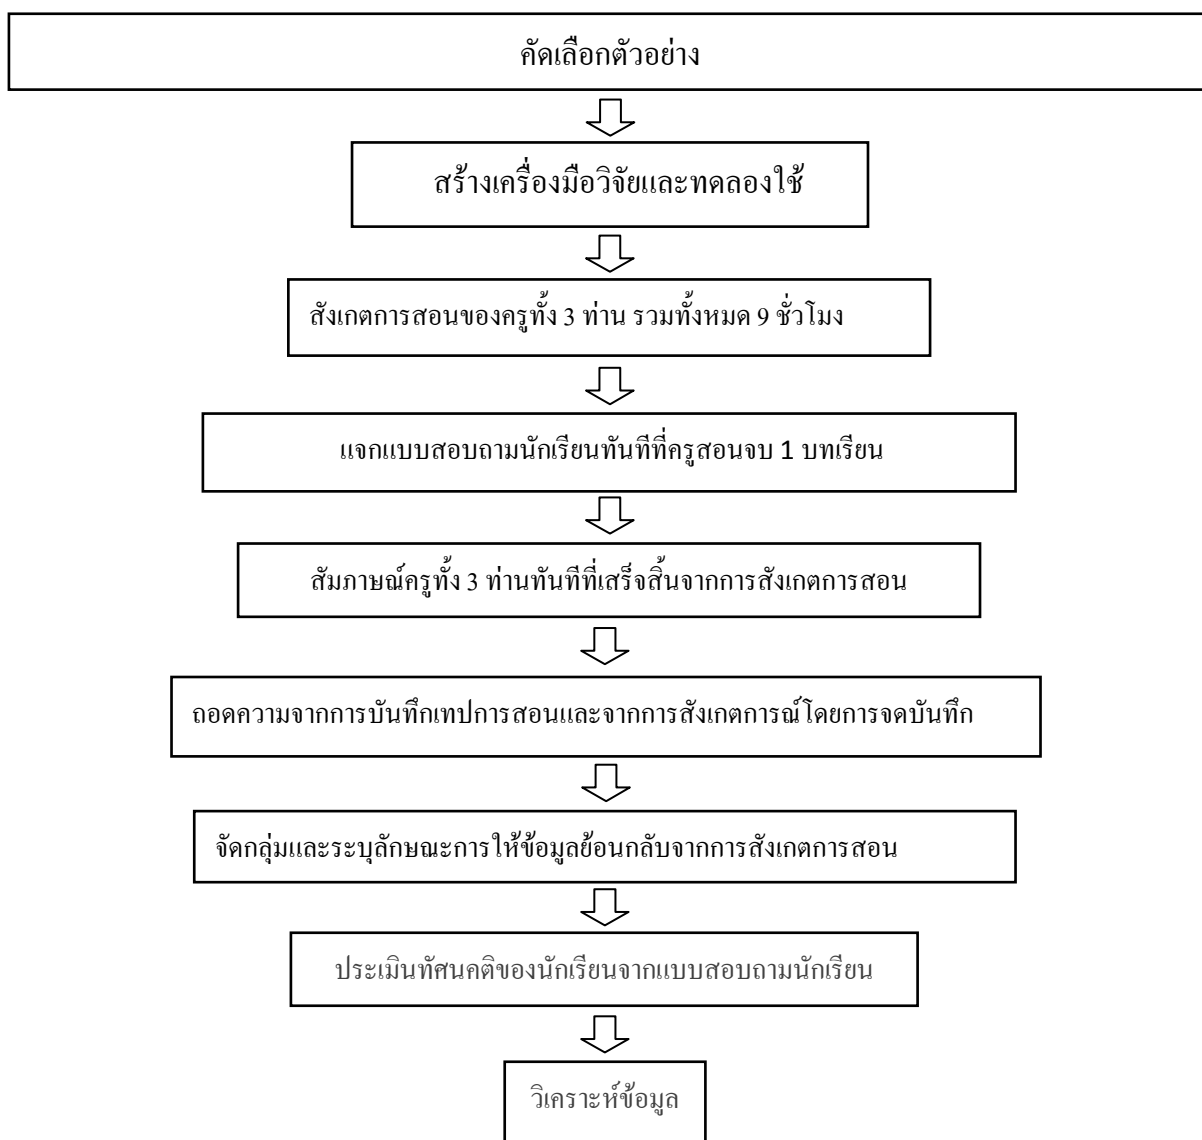 คัดเลือกตัวอย่าง
สร้างเครื่องมือวิจัยและทดลองใช้
สังเกตการสอนของครูทั้ง 3 ท่าน รวมทั้งหมด 9 ชั่วโมง
แจกแบบสอบถามนักเรียนทันทีที่ครูสอนจบ 1 บทเรียน
สัมภาษณ์ครูทั้ง 3 ท่านทันทีที่เสร็จสิ้นจากการสังเกตการสอน
ถอดความจากการบันทึกเทปการสอนและจากการสังเกตการณ์โดยการจดบันทึก
จัดกลุ่มและระบุลักษณะการให้ข้อมูลย้อนกลับจากการสังเกตการสอน
ประเมินทัศนคติของนักเรียนจากแบบสอบถามนักเรียน
วิเคราะห์ข้อมูล